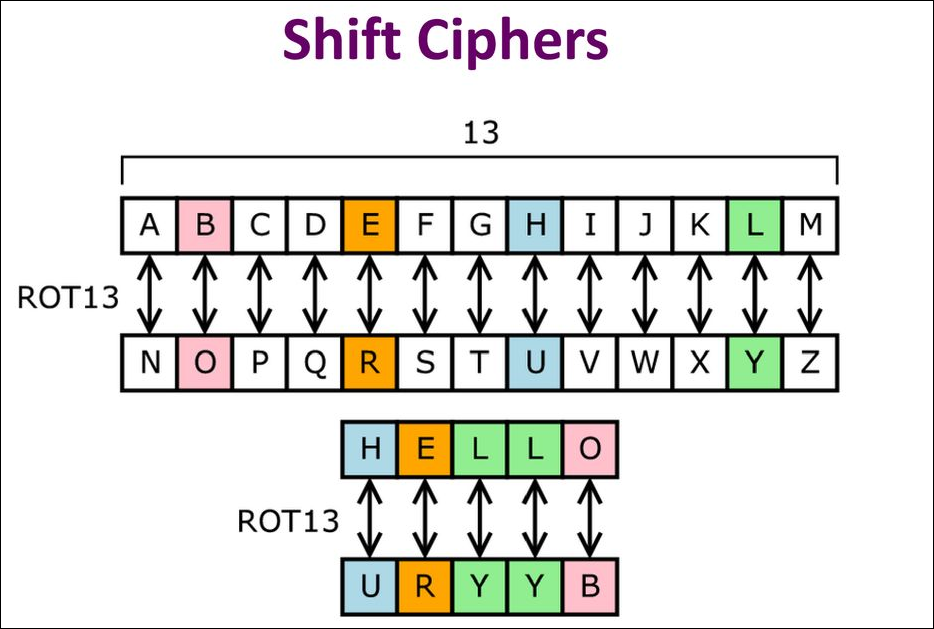 Shift Ciphers
13
A B C D E F G H I J K L M
ROT13
N O P Q R S T U V W X Y Z
H E L L O
ROT13
U R Y Y B